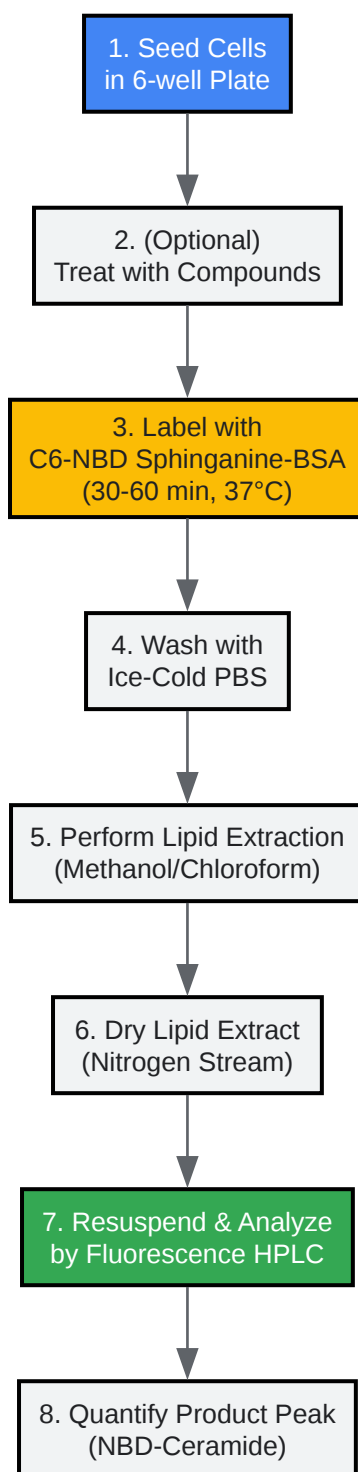 1. Seed Cells
in 6-well Plate
2. (Optional)
Treat with Compounds
3. Label with
C6-NBD Sphinganine-BSA
(30-60 min, 37°C)
4. Wash with
Ice-Cold PBS
5. Perform Lipid Extraction
(Methanol/Chloroform)
6. Dry Lipid Extract
(Nitrogen Stream)
7. Resuspend & Analyze
by Fluorescence HPLC
8. Quantify Product Peak
(NBD-Ceramide)